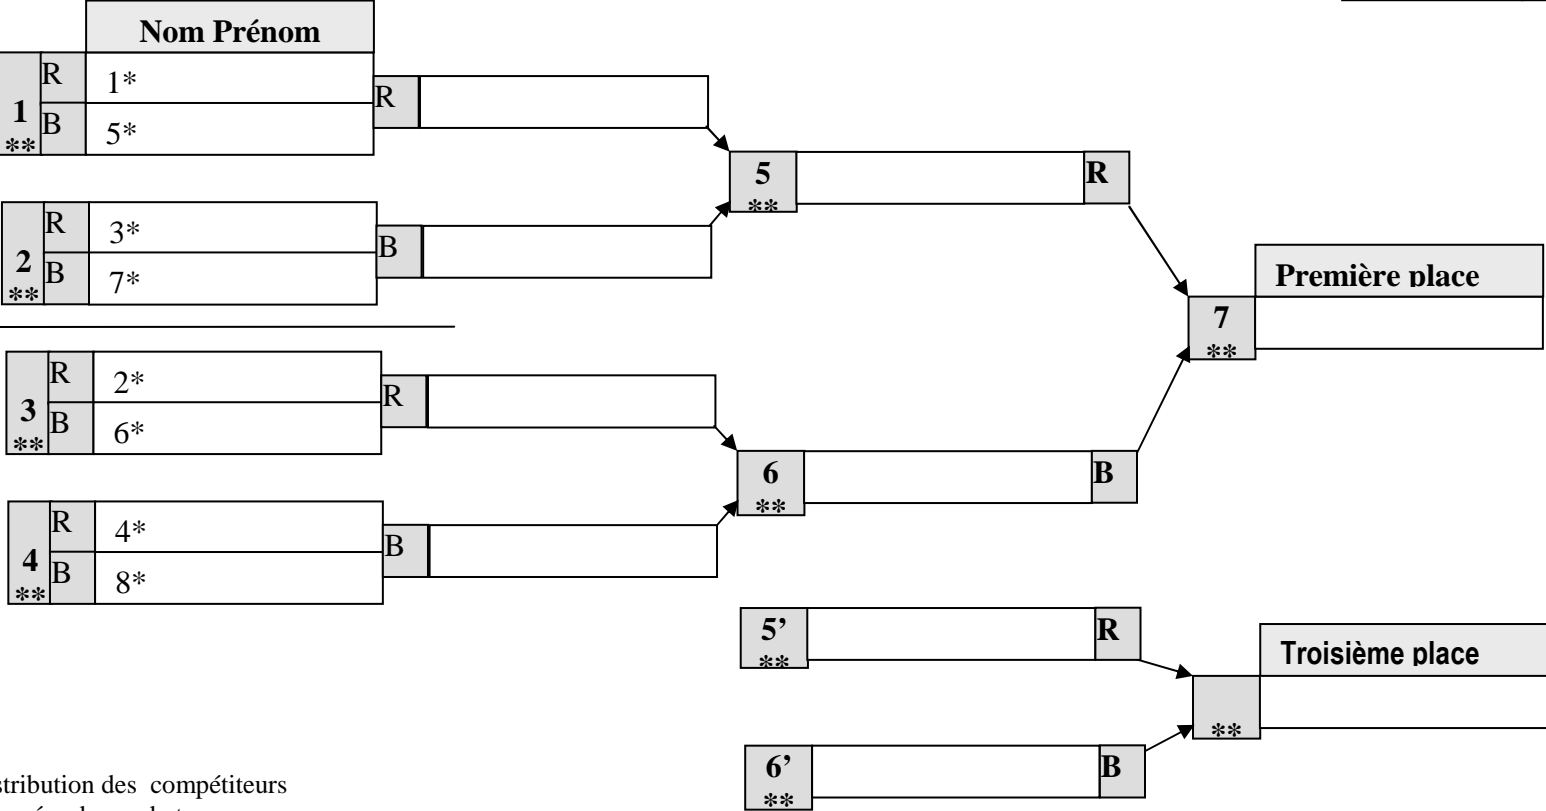 Nom Prénom
1
**
R
1*
B
5*
R
2
**
R
3*
B
7*
B
5
**
R
3
**
R
2*
B
6*
R
4
**
R
4*
B
8*
B
6
**
B
7
**
Première place
5’
**
R
6’
**
B
**
Troisième place
stribution des compétiteurs